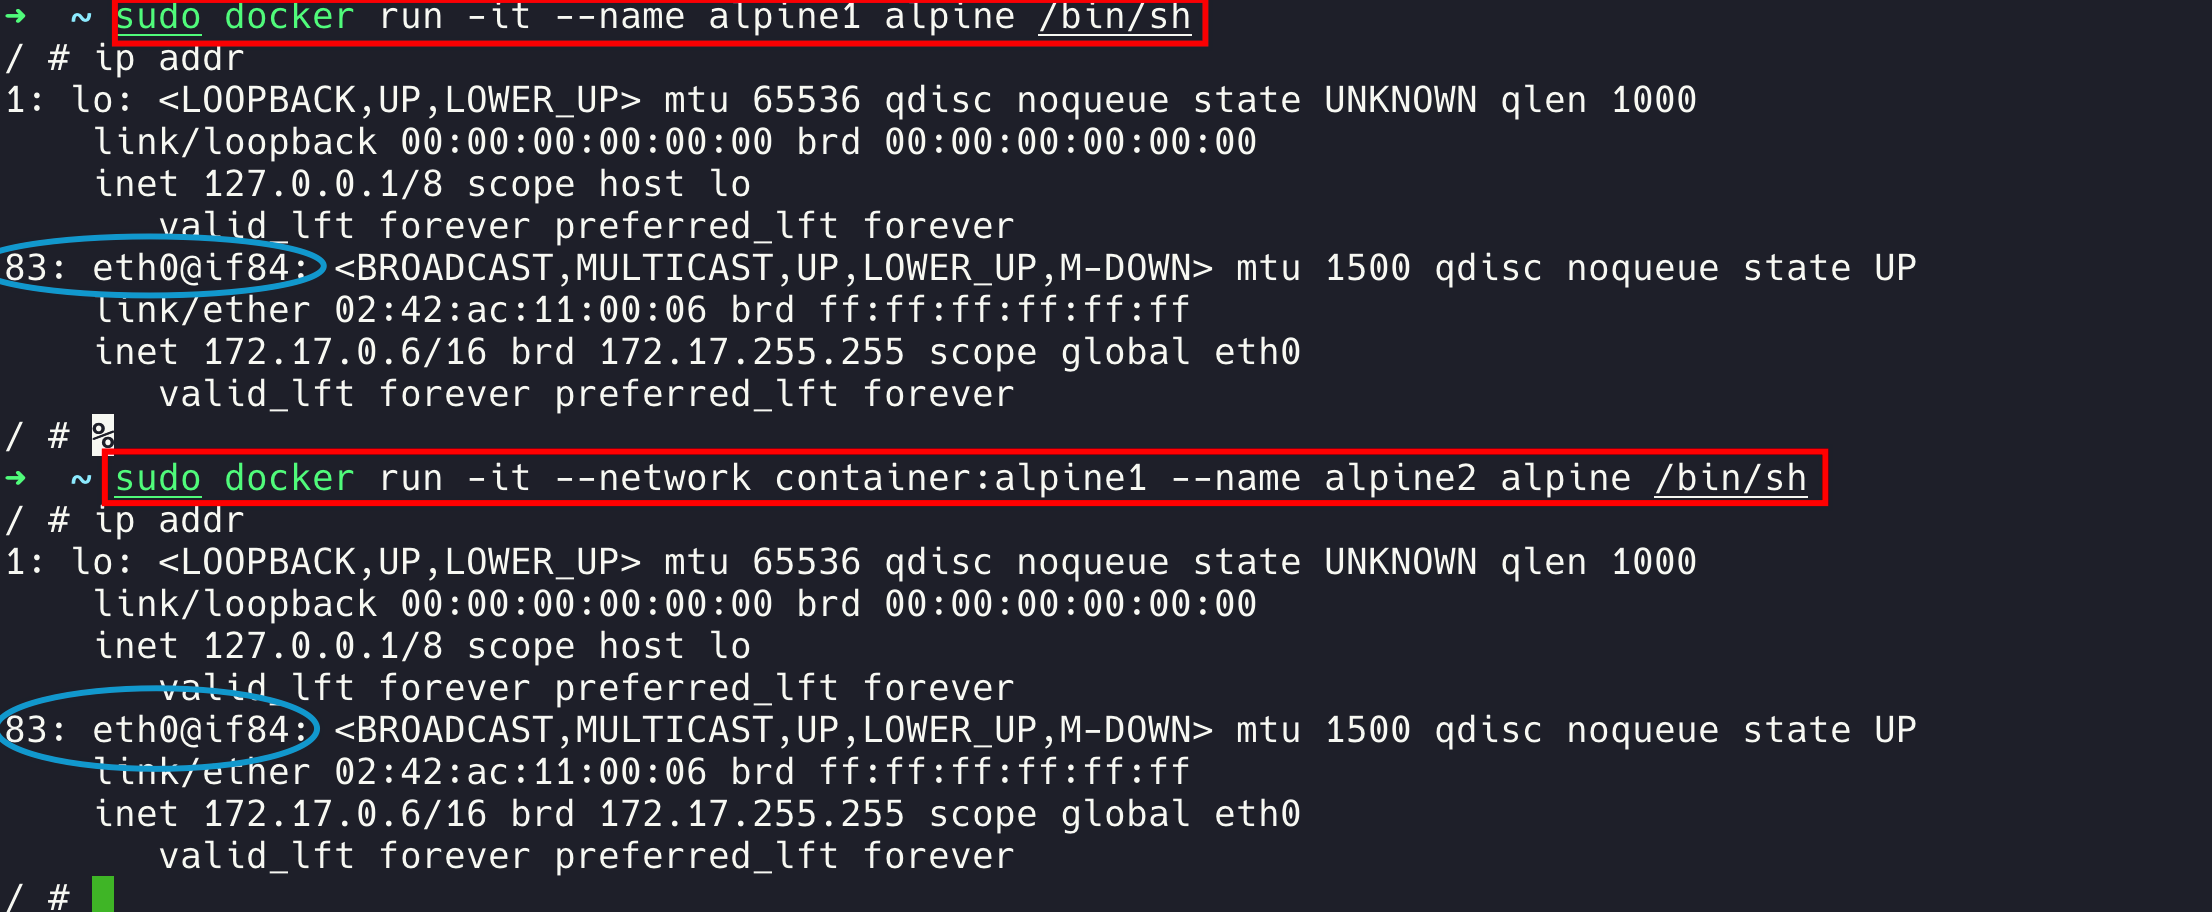 ➜  ~ sudo docker run -it --name alpine1 alpine /bin/sh
/ # ip addr
1: lo: <LOOPBACK,UP,LOWER_UP> mtu 65536 qdisc noqueue state UNKNOWN qlen 1000
    link/loopback 00:00:00:00:00:00 brd 00:00:00:00:00:00
    inet 127.0.0.1/8 scope host lo
       valid_lft forever preferred_lft forever
83: eth0@if84: <BROADCAST,MULTICAST,UP,LOWER_UP,M-DOWN> mtu 1500 qdisc noqueue state UP
    link/ether 02:42:ac:11:00:06 brd ff:ff:ff:ff:ff:ff
    inet 172.17.0.6/16 brd 172.17.255.255 scope global eth0
       valid_lft forever preferred_lft forever
/ # %
➜  ~ sudo docker run -it --network container:alpine1 --name alpine2 alpine /bin/sh
/ # ip addr
1: lo: <LOOPBACK,UP,LOWER_UP> mtu 65536 qdisc noqueue state UNKNOWN qlen 1000
    link/loopback 00:00:00:00:00:00 brd 00:00:00:00:00:00
    inet 127.0.0.1/8 scope host lo
       valid_lft forever preferred_lft forever
83: eth0@if84: <BROADCAST,MULTICAST,UP,LOWER_UP,M-DOWN> mtu 1500 qdisc noqueue state UP
    link/ether 02:42:ac:11:00:06 brd ff:ff:ff:ff:ff:ff
    inet 172.17.0.6/16 brd 172.17.255.255 scope global eth0
       valid_lft forever preferred_lft forever
/ #